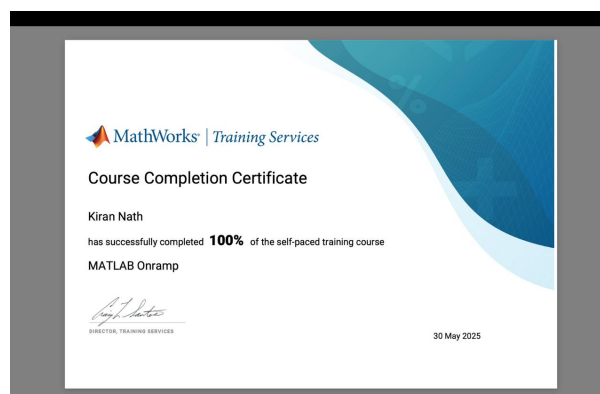 MathWorks® | Training Services
Course Completion Certificate
Kiran Nath
has successfully completed 100% of the self-paced training course
MATLAB Onramp
DIRECTOR, TRAINING SERVICES
30 May 2025